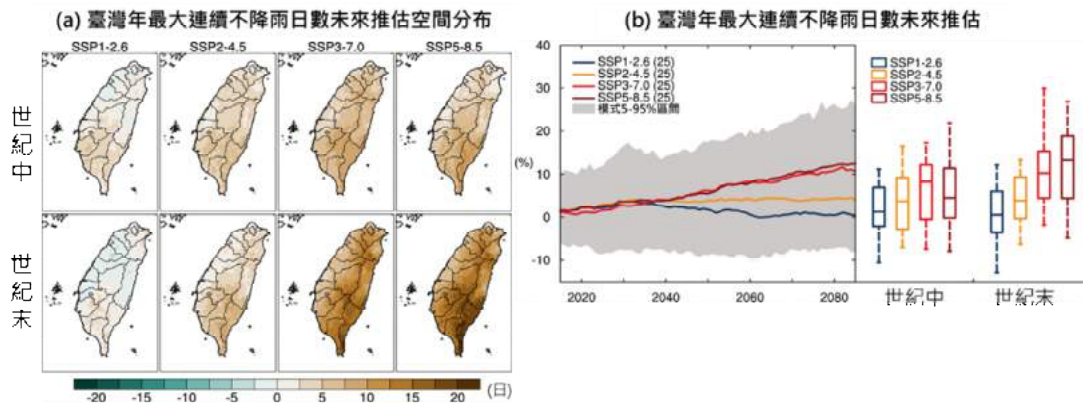 (a) 臺灣年最大連續不降雨日數未來推估空間分布
SSP1-2.6 SSP2-4.5 SSP3-7.0 SSP5-8.5
世紀中
世紀末
-20 -15 -10 -5 0 5 10 15 20 (日)
(b) 臺灣年最大連續不降雨日數未來推估
40
30
20
10
0
-10
(%)
SSP1-2.6 (25)
SSP2-4.5 (25)
SSP3-7.0 (25)
SSP5-8.5 (25)
模式5-95%區間
2020 2040 2060 2080
SSP1-2.6
SSP2-4.5
SSP3-7.0
SSP5-8.5
世紀中 世紀末